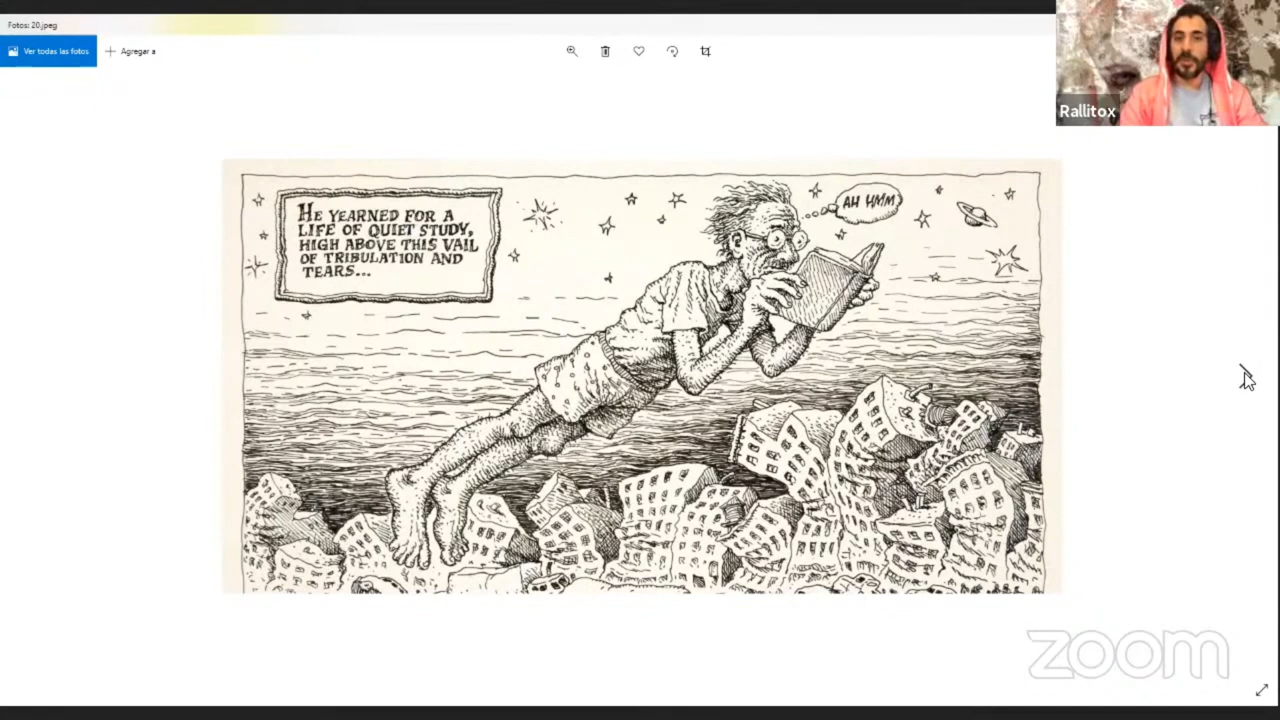 Fotos: 20.jpeg
Ver todas las fotos
Agregar a
Rallitox
HE YEARNED FOR A
LIFE OF QUIET STUDY,
HIGH ABOVE THIS VAIL
OF TRIBULATION AND
TEARS...
AH HMM
zoom